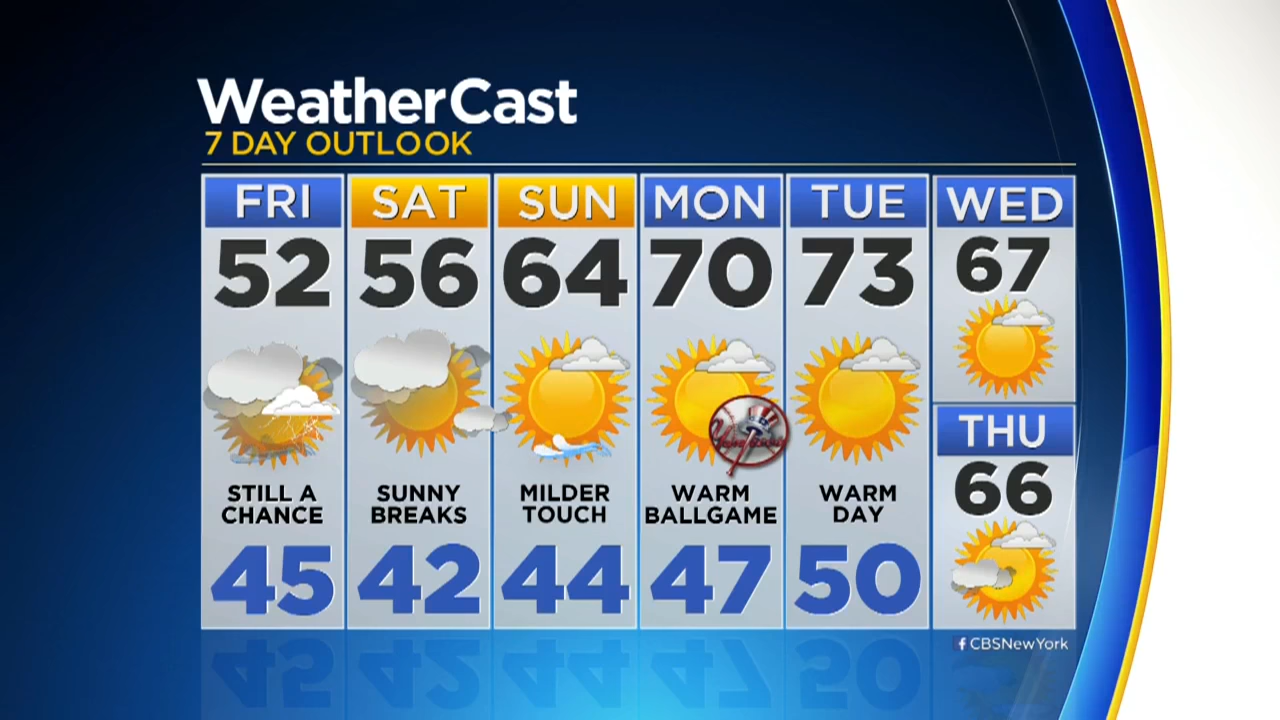 WeatherCast
7 DAY OUTLOOK
FRI
52
STILL A
CHANCE
45
SAT
56
SUNNY
BREAKS
42
SUN
64
MILDER
TOUCH
44
MON
70
Yankees
WARM
BALLGAME
47
TUE
73
WARM
DAY
50
WED
67
THU
66
f CBSNewYork